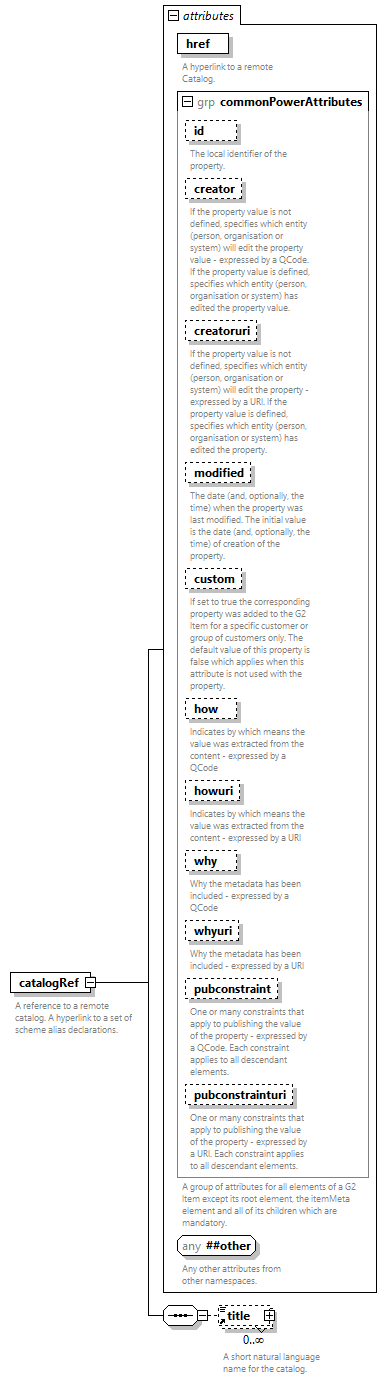 attributes
href
A hyperlink to a remote
Catalog.
grp commonPowerAttributes
id
The local identifier of the
property.
creator
If the property value is not
defined, specifies which entity
(person, organisation or
system) will edit the property
value - expressed by a QCode.
If the property value is defined,
specifies which entity (person,
organisation or system) has
edited the property value.
creatoruri
If the property value is not
defined, specifies which entity
(person, organisation or
system) will edit the property -
expressed by a URI. If the
property value is defined,
specifies which entity (person,
organisation or system) has
edited the property.
modified
The date (and, optionally, the
time) when the property was
last modified. The initial value
is the date (and, optionally, the
time) of creation of the
property.
custom
If set to true the corresponding
property was added to the G2
Item for a specific customer or
group of customers only. The
default value of this property is
false which applies when this
attribute is not used with the
property.
how
Indicates by which means the
value was extracted from the
content - expressed by a
QCode
howuri
Indicates by which means the
value was extracted from the
content - expressed by a URI
why
Why the metadata has been
included - expressed by a
QCode
whyuri
Why the metadata has been
included - expressed by a URI
pubconstraint
One or many constraints that
apply to publishing the value
of the property - expressed by
a QCode. Each constraint
applies to all descendant
elements.
pubconstrainturi
One or many constraints that
apply to publishing the value
of the property - expressed by
a URI. Each constraint applies
to all descendant elements.
A group of attributes for all elements of a G2
Item except its root element, the itemMeta
element and all of its children which are
mandatory.
any ##other
Any other attributes from
other namespaces.
catalogRef
A reference to a remote
catalog. A hyperlink to a set of
scheme alias declarations.
title
0..∞
A short natural language
name for the catalog.